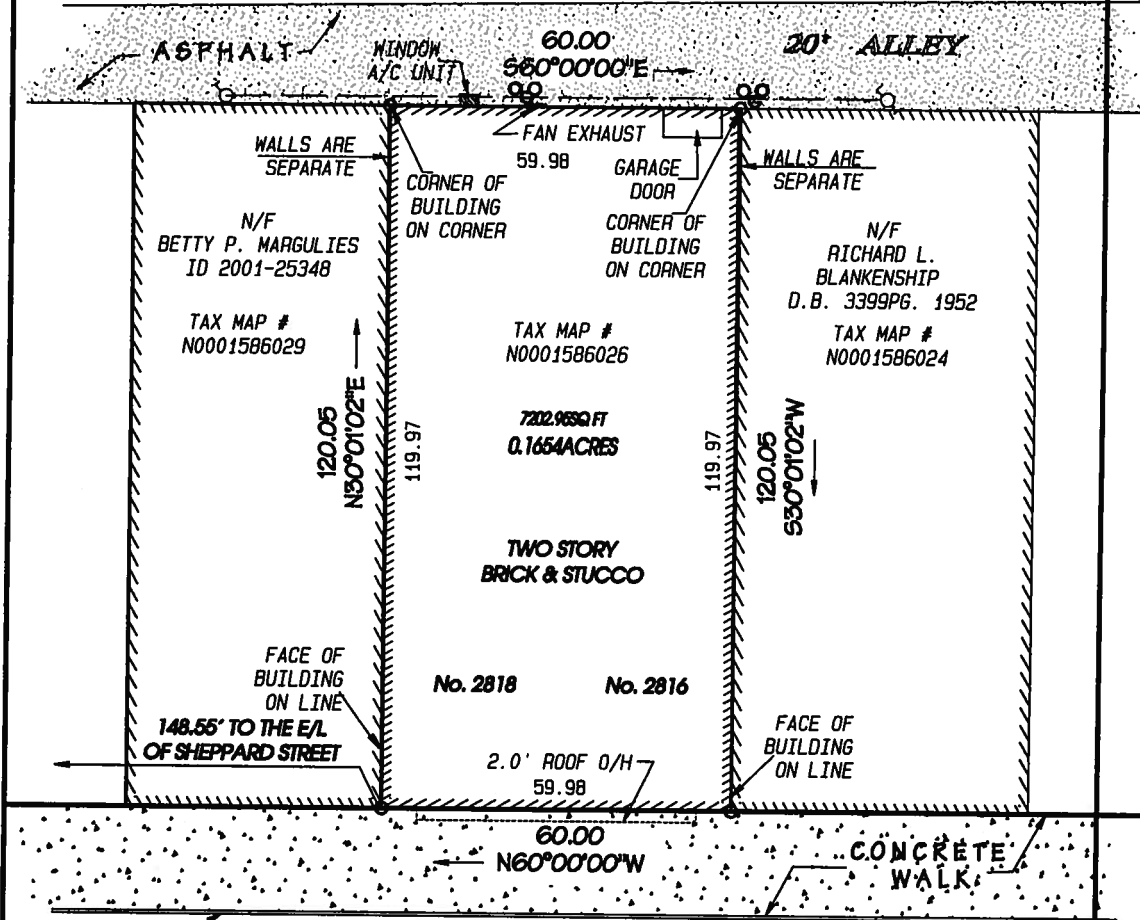 ASPHALT
WINDOW
A/C UNIT
60.00
S60°00'00"E
20± ALLEY
FAN EXHAUST
59.98
GARAGE
DOOR
WALLS ARE
SEPARATE
CORNER OF
BUILDING
ON CORNER
CORNER OF
BUILDING
ON CORNER
WALLS ARE
SEPARATE
N/F
BETTY P. MARGULIES
ID 2001-25348
TAX MAP #
N0001586029
TAX MAP #
N0001586026
N/F
RICHARD L.
BLANKENSHIP
D.B. 3399PG. 1952
TAX MAP #
N0001586024
120.05
N30°01'02"E
119.97
7202.96SQ FT
0.1654ACRES
119.97
120.05
S30°01'02"W
TWO STORY
BRICK & STUCCO
FACE OF
BUILDING
ON LINE
No. 2818
No. 2816
148.55' TO THE E/L
OF SHEPPARD STREET
FACE OF
BUILDING
ON LINE
2.0' ROOF O/H
59.98
60.00
N60°00'00"W
CONCRETE
WALK